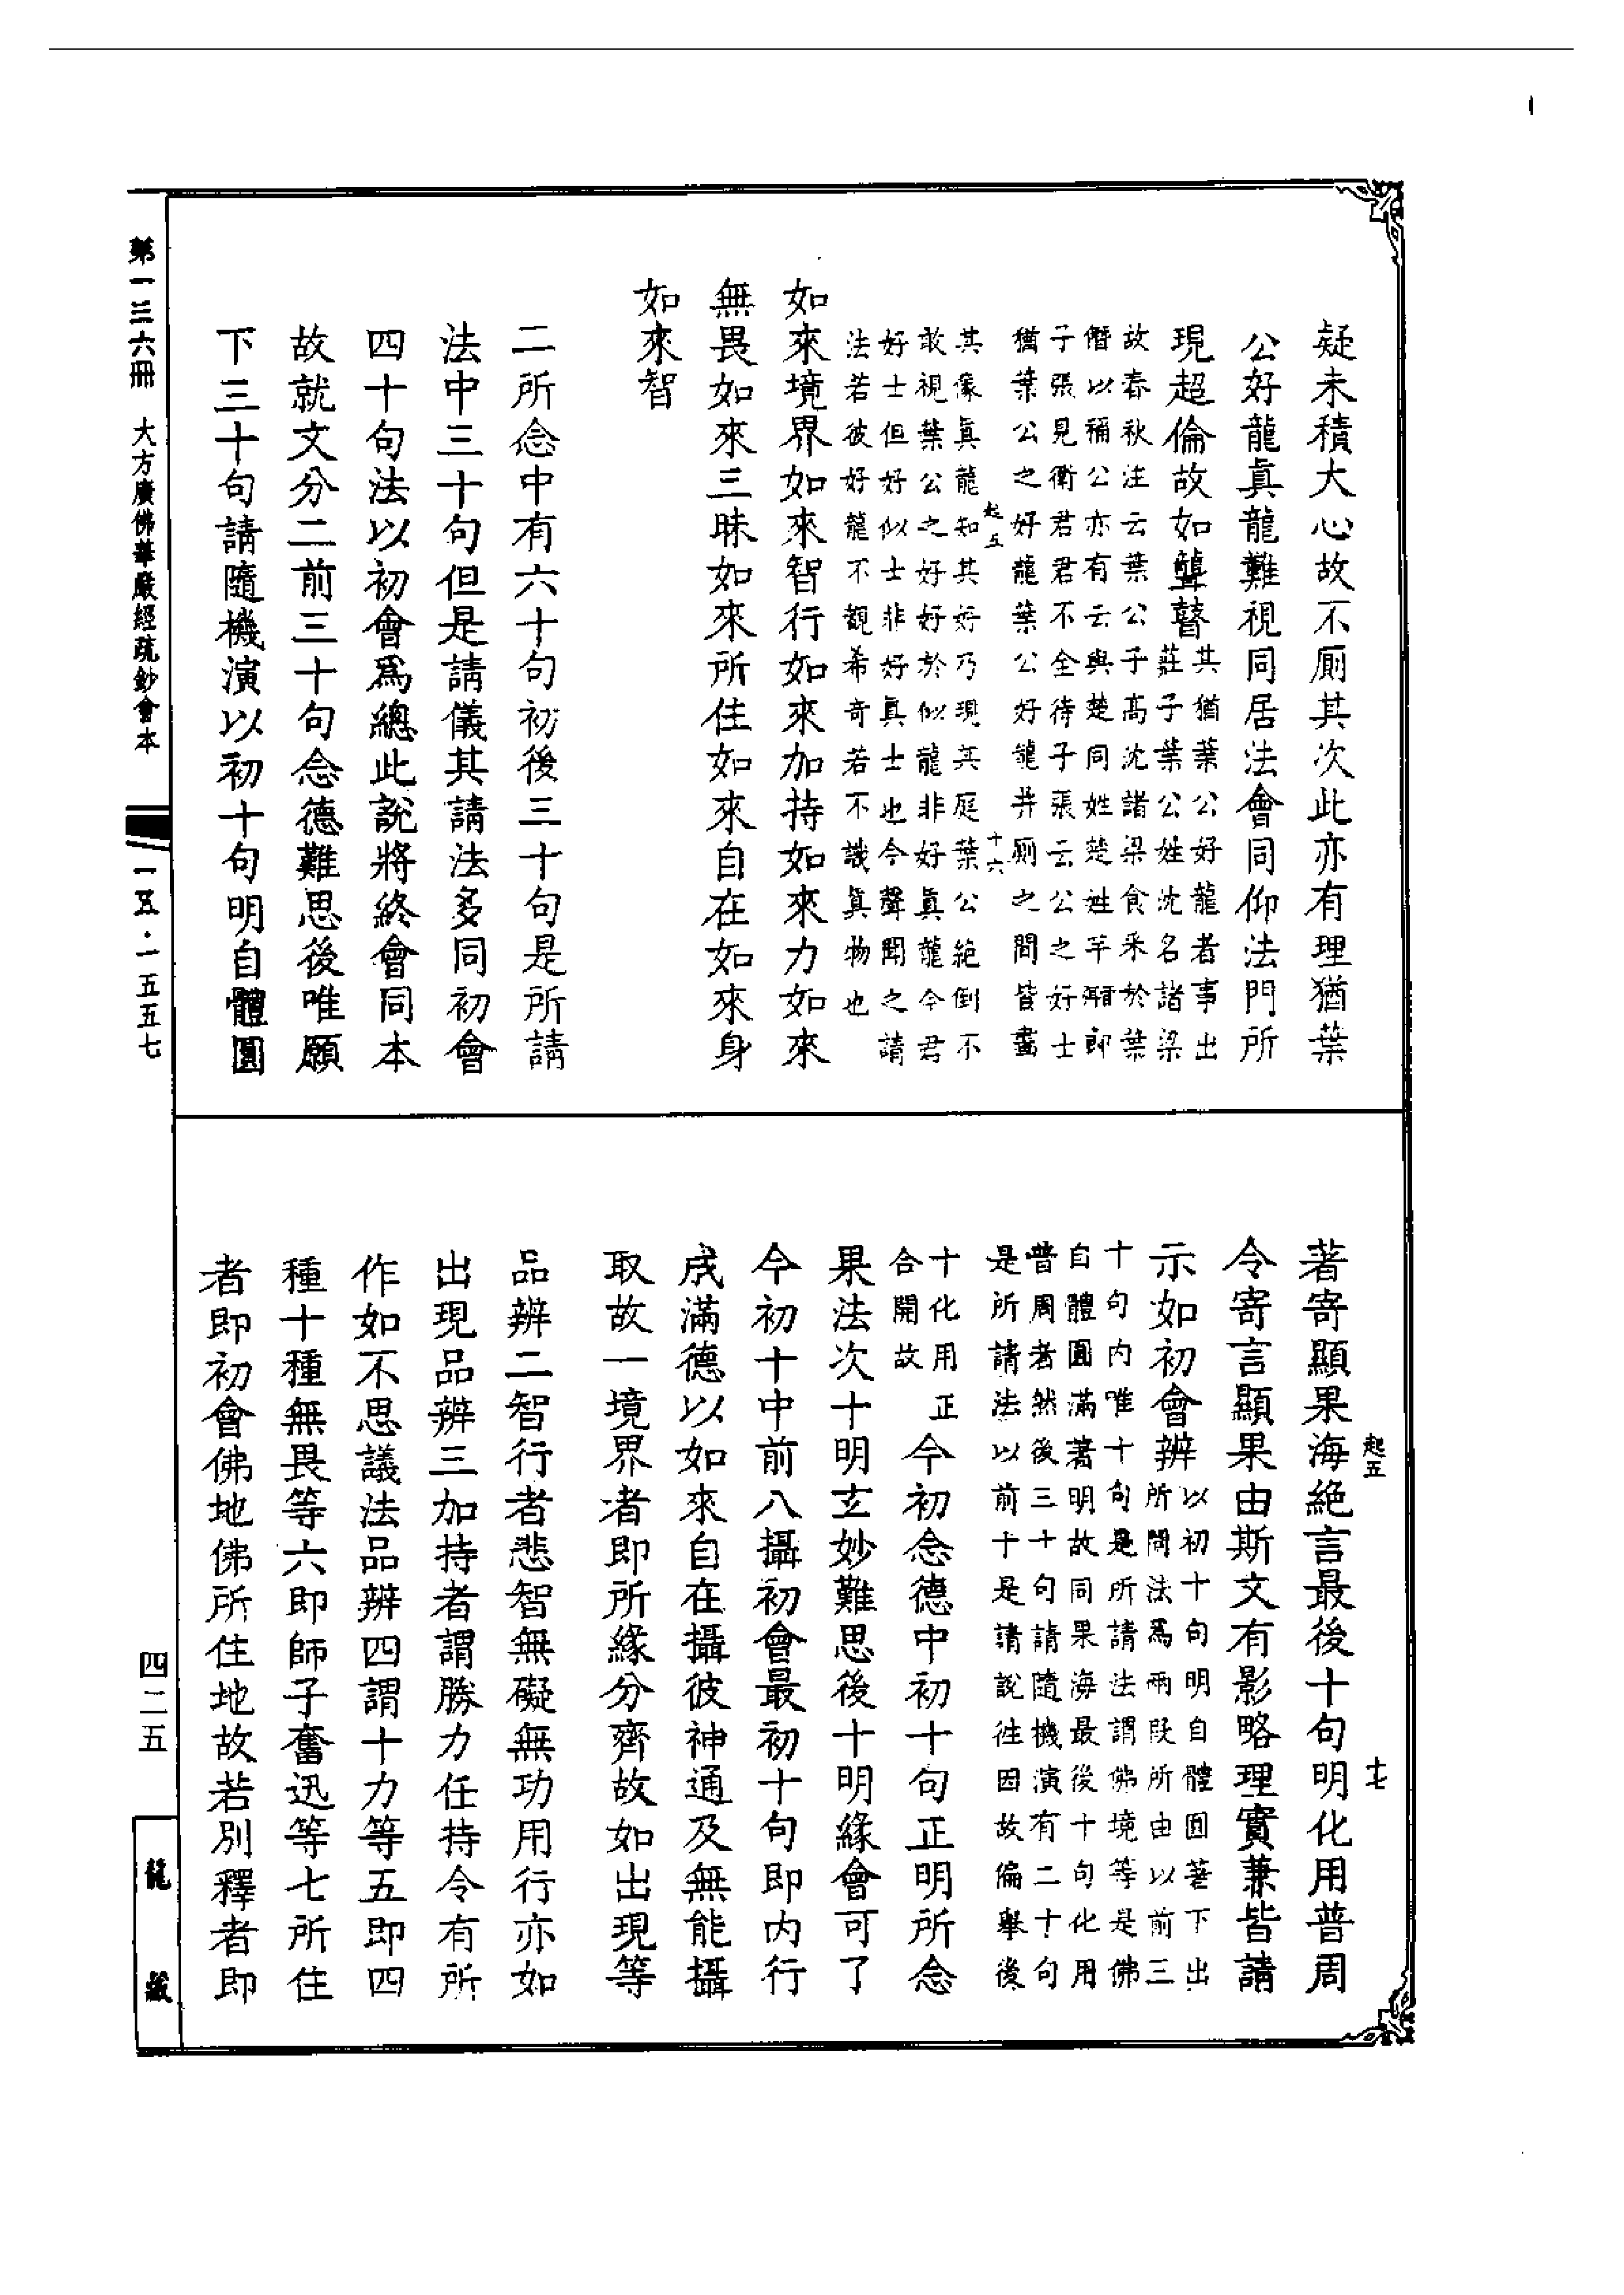 疑未積大心故不厠其次此亦有理猶葉
公好龍真龍難視同居法會同仰法門所
現超倫故如聾瞽
其猶葉公好龍者事出
莊子葉公姓沈名諸梁
故春秋注云葉公子高沈諸梁食釆於葉
僭以稱公亦有云與楚同姓楚姓芊
子張見衛君君不全待子張云公之好士
猶葉公之好龍葉公好龍井厠之間皆畫
起五
十六
其像真龍知其好乃現其庭葉公絶倒不
敢視葉公之好好於似龍非好真龍今君
好士但好似士非好真士也今聲聞之請
法若彼好龍不觀希奇若不識真物也
如來境界如來智行如來加持如來力如來
無畏如來三昧如來所住如來自在如來身
如來智
二所念中有六十句初後三十句是所請
法中三十句但是請儀其請法多同初會
四十句法以初會為總此說將終會同本
故就文分二前三十句念德難思後唯願
下三十句請隨機演以初十句明自體圓
起五
十七
著寄顯果海絕言最後十句明化用普周
令寄言顯果由斯文有影略理實兼皆請
示如初會辨
以初十句明自體圓著下出
所問法為兩段所由以前三
十句内唯十句是所請法謂佛境等是佛
自體圓滿著明故同果海最後十句化用
普周者然後三十句請隨機演有二十句
是所請法以前十是請說往因故偏舉後
十化用正
合開故
今初念德中初十句正明所念
果法次十明玄妙難思後十明緣會可了
今初十中前八攝初會最初十句即内行
成滿德以如來自在攝彼神通及無能攝
取故一境界者即所緣分齊故如出現等
品辨二智行者悲智無礙無功用行亦如
出現品辨三加持者謂勝力任持令有所
作如不思議法品辨四謂十力等五即四
種十種無畏等六即師子奮迅等七所住
者即初會佛地佛所住地故若別釋者即
第一三六冊　大方廣佛華嚴經疏鈔會本
一五·一五五七
四二五
龍藏